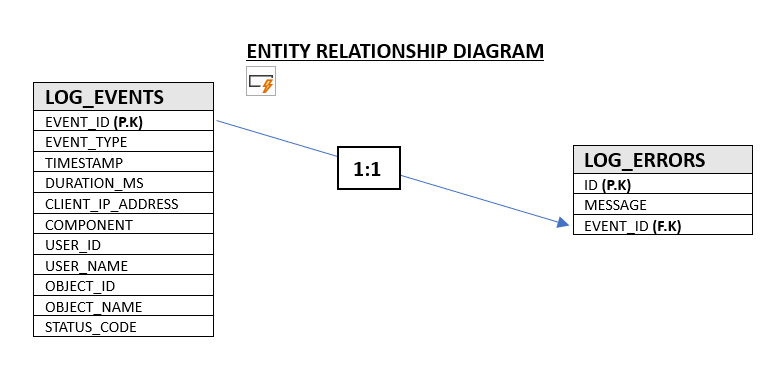 ENTITY RELATIONSHIP DIAGRAM
LOG_EVENTS
EVENT_ID (P.K)
EVENT_TYPE
TIMESTAMP
DURATION_MS
CLIENT_IP_ADDRESS
COMPONENT
USER_ID
USER_NAME
OBJECT_ID
OBJECT_NAME
STATUS_CODE
1:1
LOG_ERRORS
ID (P.K)
MESSAGE
EVENT_ID (F.K)